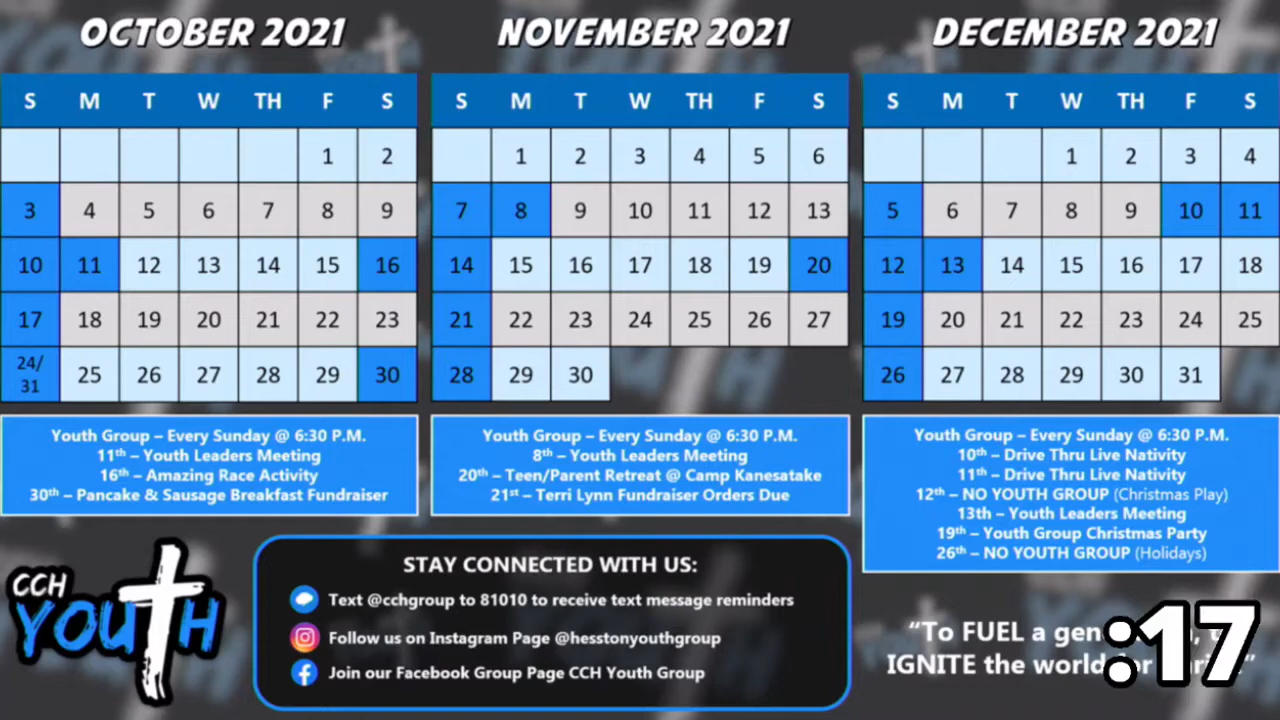 OCTOBER 2021
S M T W TH F S
1 2
3 4 5 6 7 8 9
10 11 12 13 14 15 16
17 18 19 20 21 22 23
24/
31 25 26 27 28 29 30
Youth Group – Every Sunday @ 6:30 P.M.
11th – Youth Leaders Meeting
16th – Amazing Race Activity
30th – Pancake & Sausage Breakfast Fundraiser
NOVEMBER 2021
S M T W TH F S
1 2 3 4 5 6
7 8 9 10 11 12 13
14 15 16 17 18 19 20
21 22 23 24 25 26 27
28 29 30
Youth Group – Every Sunday @ 6:30 P.M.
8th – Youth Leaders Meeting
20th – Teen/Parent Retreat @ Camp Kanesatake
21st – Terri Lynn Fundraiser Orders Due
DECEMBER 2021
S M T W TH F S
1 2 3 4
5 6 7 8 9 10 11
12 13 14 15 16 17 18
19 20 21 22 23 24 25
26 27 28 29 30 31
Youth Group – Every Sunday @ 6:30 P.M.
10th – Drive Thru Live Nativity
11th – Drive Thru Live Nativity
12th – NO YOUTH GROUP (Christmas Play)
13th – Youth Leaders Meeting
19th – Youth Group Christmas Party
26th – NO YOUTH GROUP (Holidays)
CCH
YOUTH
STAY CONNECTED WITH US:
Text @cchgroup to 81010 to receive text message reminders
Follow us on Instagram Page @hesstonyouthgroup
Join our Facebook Group Page CCH Youth Group
“To FUEL a
IGNITE the world
:17